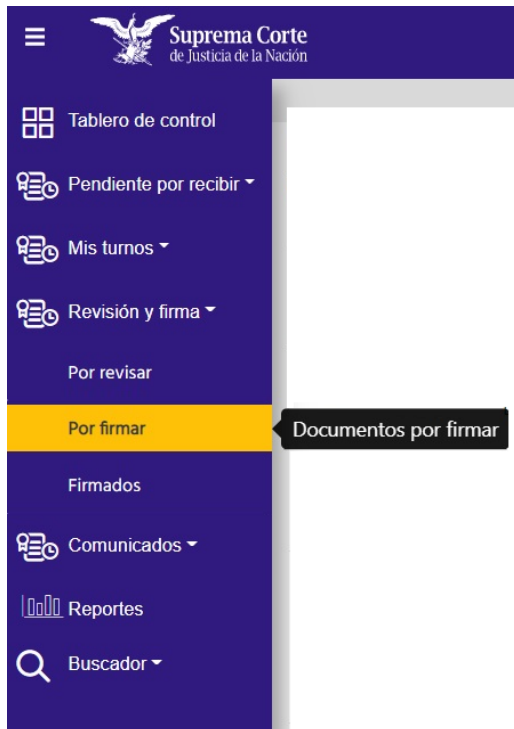 Suprema Corte
de Justicia de la Nación
Tablero de control
Pendiente por recibir
Mis turnos
Revisión y firma
Por revisar
Por firmar
Documentos por firmar
Firmados
Comunicados
Reportes
Buscador